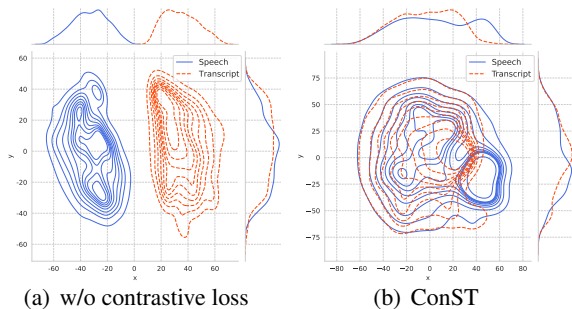 Speech
Transcript
60
40
20
0
−20
−40
−60
y
−60 −40 −20 0 20 40 60
x
(a) w/o contrastive loss
Speech
Transcript
75
50
25
0
−25
−50
−75
y
−80 −60 −40 −20 0 20 40 60 80
x
(b) ConST